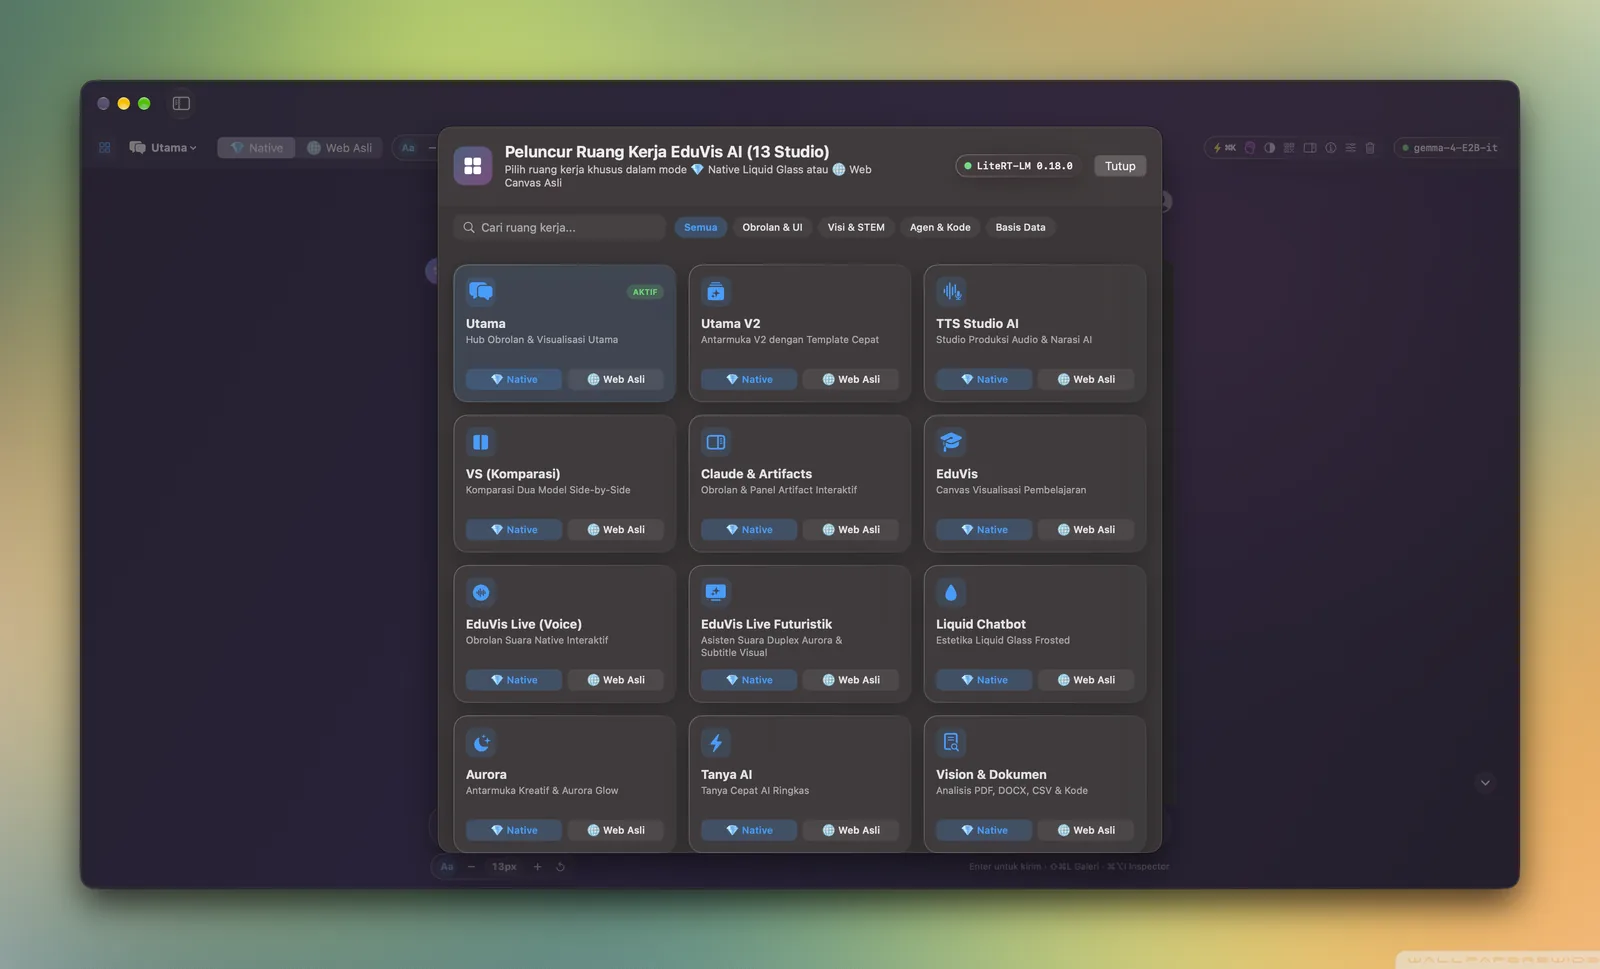 Utama
Native
Web Asli
Aa
−
gemma-4-E2B-it
Peluncur Ruang Kerja EduVis AI (13 Studio)
Pilih ruang kerja khusus dalam mode 💎 Native Liquid Glass atau 🌐 Web
Canvas Asli
LiteRT-LM 0.18.0
Tutup
Cari ruang kerja...
Semua
Obrolan & UI
Visi & STEM
Agen & Kode
Basis Data
AKTIF
Utama
Hub Obrolan & Visualisasi Utama
Native
Web Asli
Utama V2
Antarmuka V2 dengan Template Cepat
Native
Web Asli
TTS Studio AI
Studio Produksi Audio & Narasi AI
Native
Web Asli
VS (Komparasi)
Komparasi Dua Model Side-by-Side
Native
Web Asli
Claude & Artifacts
Obrolan & Panel Artifact Interaktif
Native
Web Asli
EduVis
Canvas Visualisasi Pembelajaran
Native
Web Asli
EduVis Live (Voice)
Obrolan Suara Native Interaktif
Native
Web Asli
EduVis Live Futuristik
Asisten Suara Duplex Aurora &
Subtitle Visual
Native
Web Asli
Liquid Chatbot
Estetika Liquid Glass Frosted
Native
Web Asli
Aurora
Antarmuka Kreatif & Aurora Glow
Native
Web Asli
Tanya AI
Tanya Cepat AI Ringkas
Native
Web Asli
Vision & Dokumen
Analisis PDF, DOCX, CSV & Kode
Native
Web Asli
Aa − 13px +
Enter untuk kirim · ⇧⌘L Galeri · ⌘⌥I Inspector